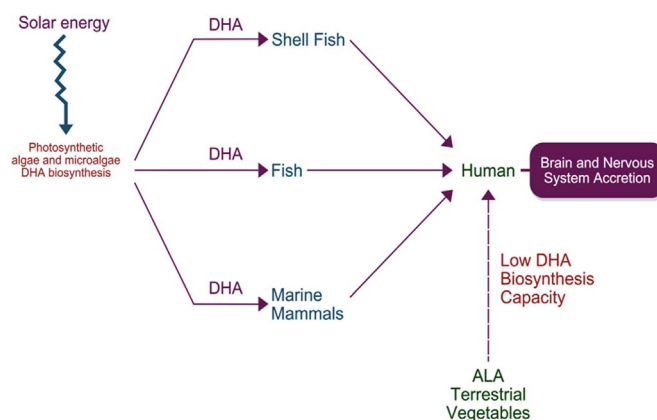 Solar energy
Photosynthetic
algae and microalgae
DHA biosynthesis
DHA
Shell Fish
DHA
Fish
DHA
Marine
Mammals
Human
Brain and Nervous
System Accretion
Low DHA
Biosynthesis
Capacity
ALA
Terrestrial
Vegetables